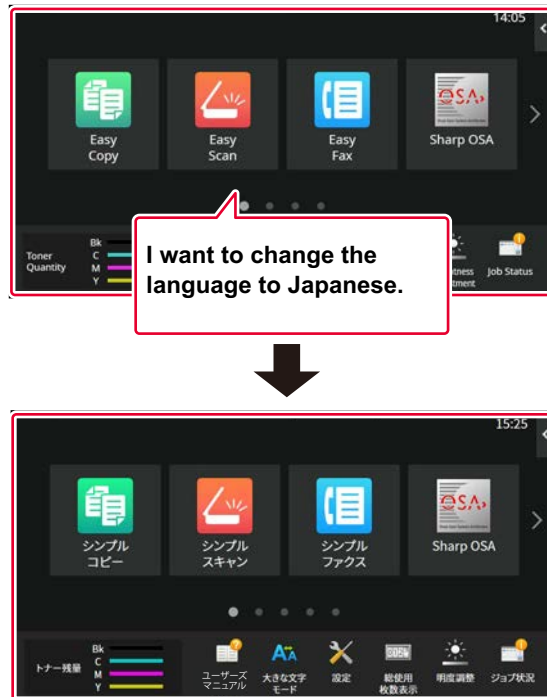 14:05
Easy
Copy
Easy
Scan
Easy
Fax
OSA
Sharp OSA
Toner
Quantity
Bk
C
M
Y
Job Status
I want to change the
language to Japanese.
15:25
シンプル
コピー
シンプル
スキャン
シンプル
ファクス
OSA
Sharp OSA
トナー残量
Bk
C
M
Y
ユーザーズ
マニュアル
大きな文字
モード
設定
総使用
枚数表示
明度調整
ジョブ状況